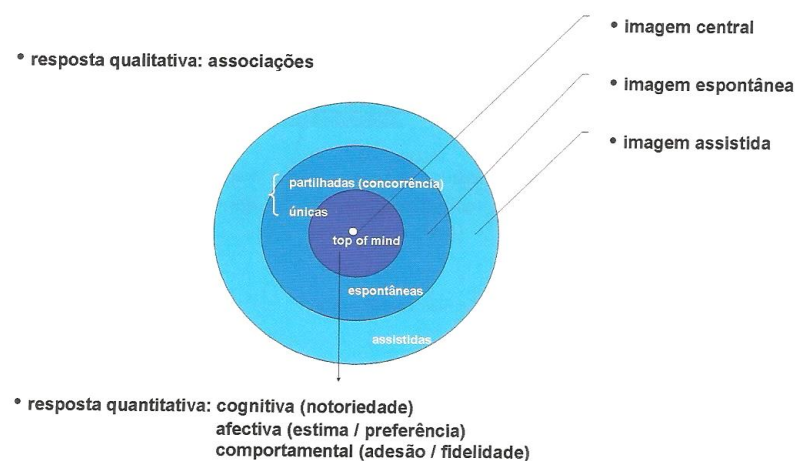 • imagem central
• resposta qualitativa: associações
• imagem espontânea
• imagem assistida
partilhadas (concorrência)
únicas
top of mind
espontâneas
assistidas
• resposta quantitativa: cognitiva (notoriedade)
afectiva (estima / preferência)
comportamental (adesão / fidelidade)